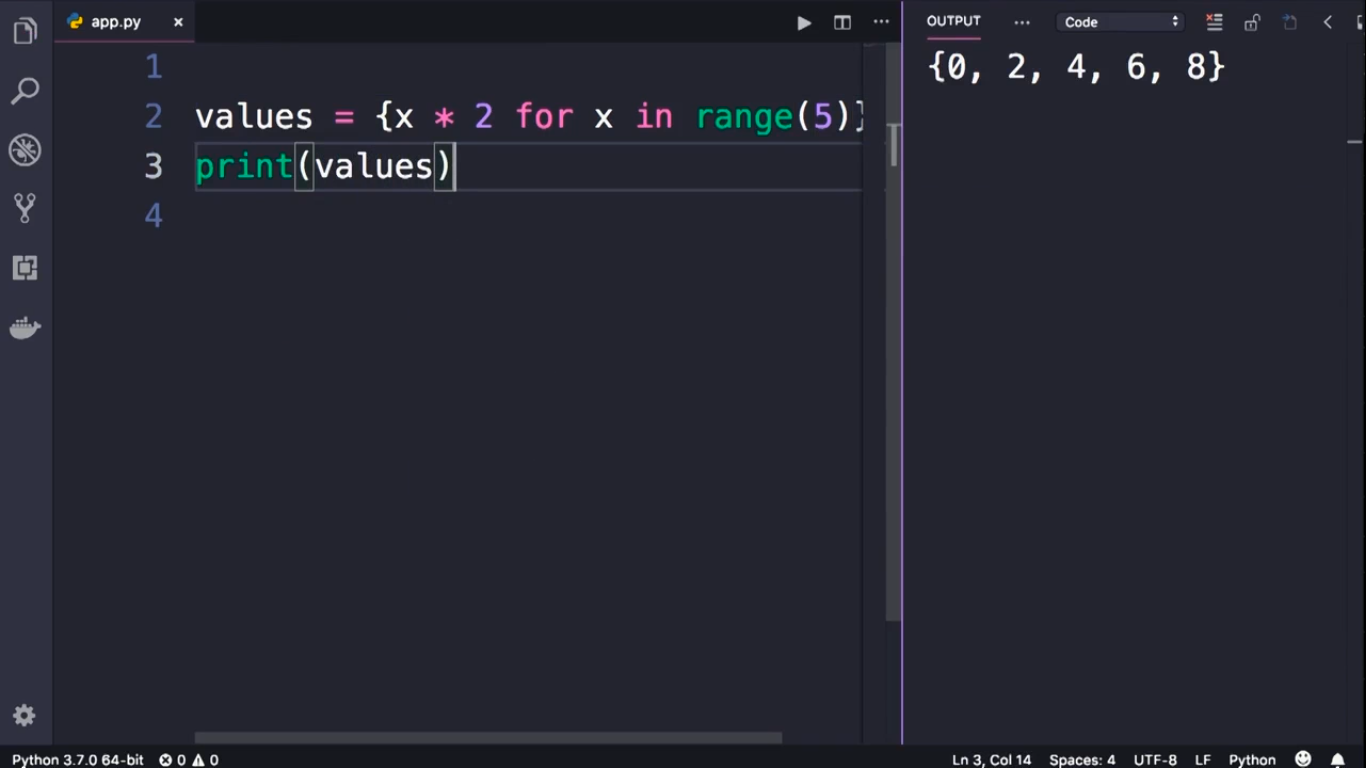 app.py
OUTPUT
Code
1
2 values = {x * 2 for x in range(5)}
3 print(values)
4
{0, 2, 4, 6, 8}
Python 3.7.0 64-bit 0 0 Ln 3, Col 14 Spaces: 4 UTF-8 LF Python